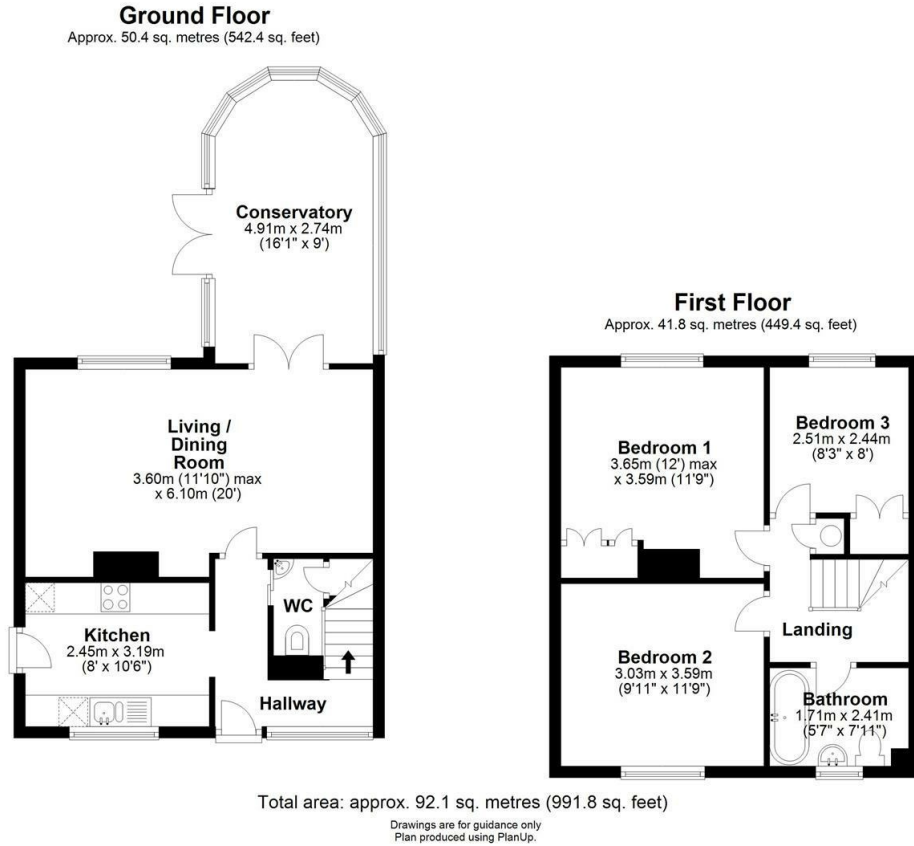 Ground Floor
Approx. 50.4 sq. metres (542.4 sq. feet)
Conservatory
4.91m x 2.74m
(16'1" x 9')
Living /
Dining
Room
3.60m (11'10") max
x 6.10m (20')
WC
Kitchen
2.45m x 3.19m
(8' x 10'6")
Hallway
First Floor
Approx. 41.8 sq. metres (449.4 sq. feet)
Bedroom 1
3.65m (12') max
x 3.59m (11'9")
Bedroom 3
2.51m x 2.44m
(8'3" x 8')
Landing
Bedroom 2
3.03m x 3.59m
(9'11" x 11'9")
Bathroom
1.71m x 2.41m
(5'7" x 7'11")
Total area: approx. 92.1 sq. metres (991.8 sq. feet)
Drawings are for guidance only
Plan produced using PlanUp.